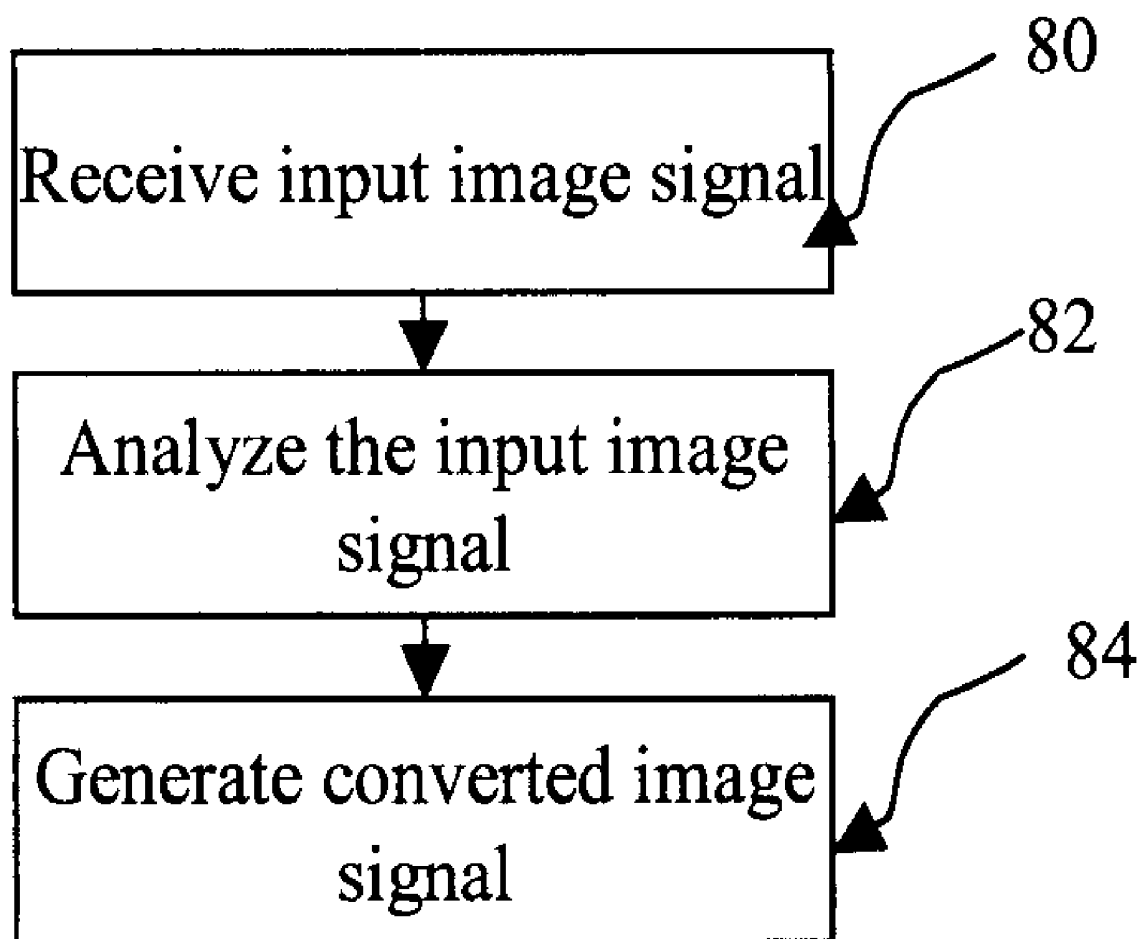 80
Receive input image signal
82
Analyze the input image
signal
84
Generate converted image
signal